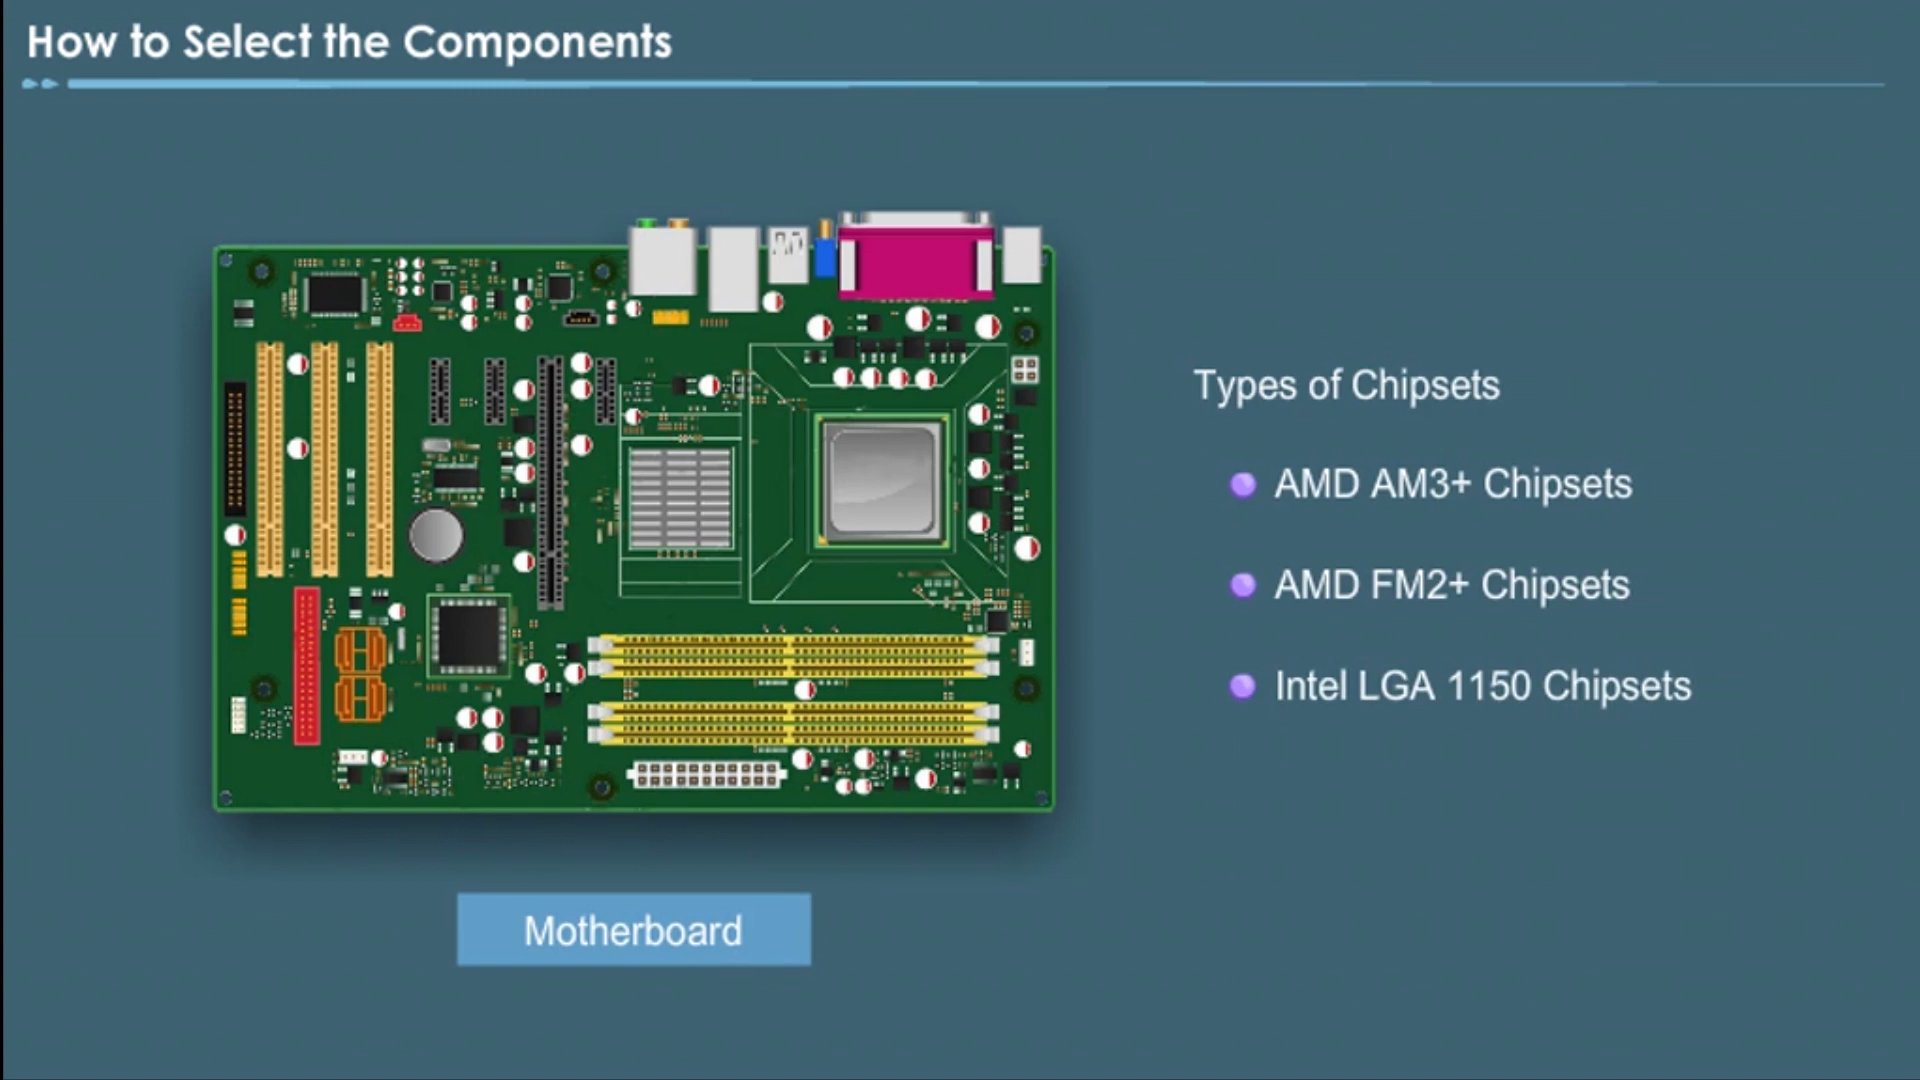 How to Select the Components
Types of Chipsets
AMD AM3+ Chipsets
AMD FM2+ Chipsets
Intel LGA 1150 Chipsets
Motherboard